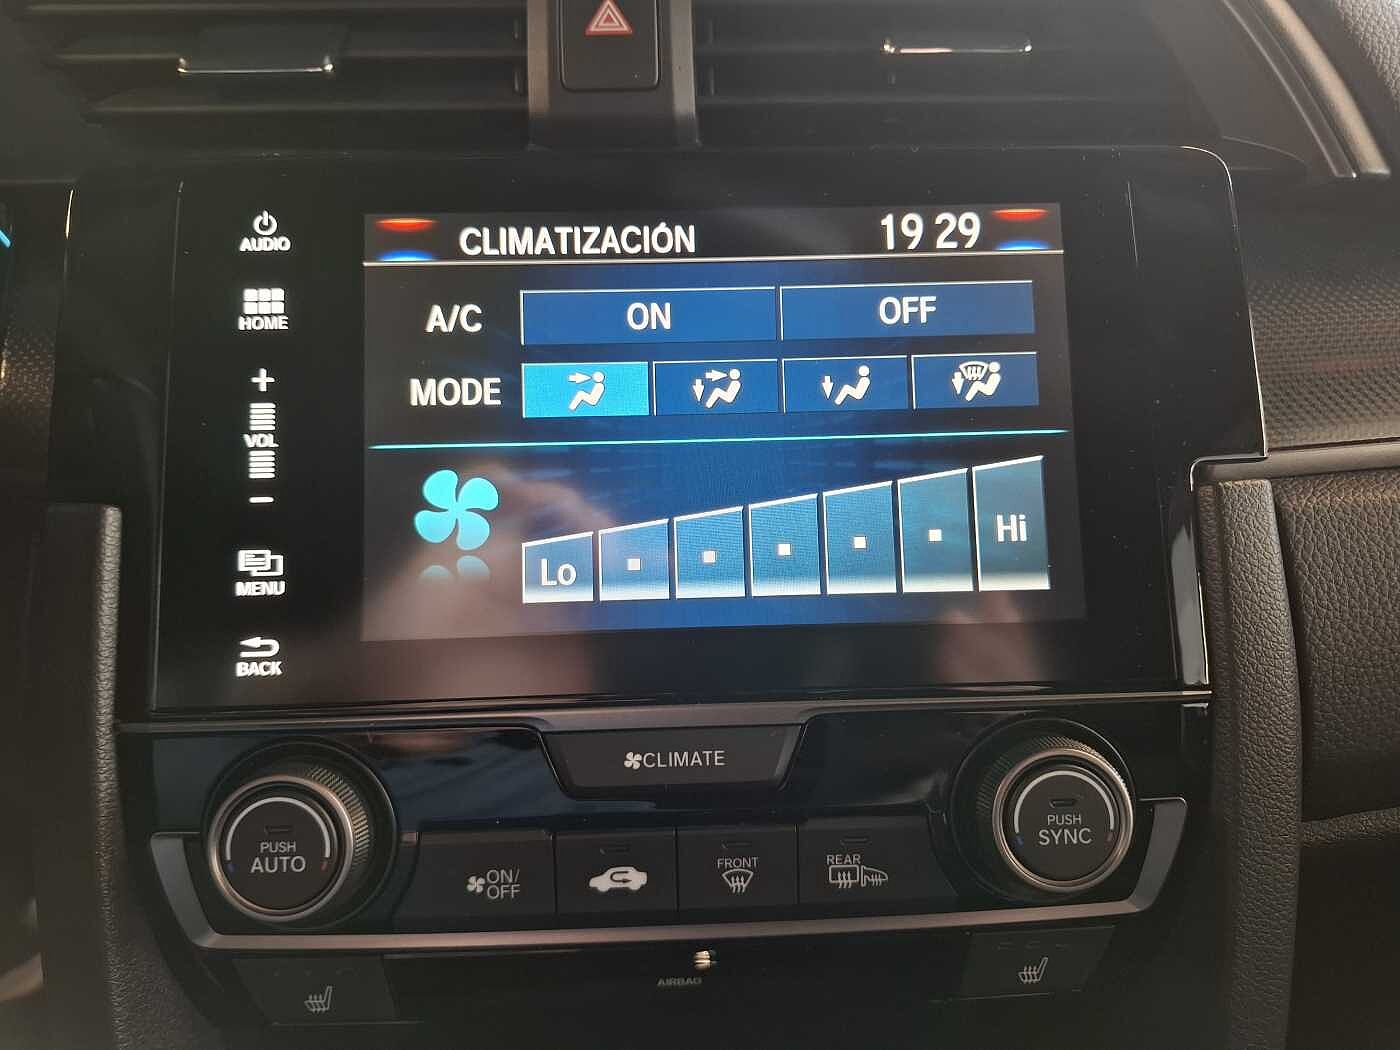 AUDIO
HOME
+
VOL
-
MENU
BACK
CLIMATIZACIÓN 19 29
A/C ON OFF
MODE
Lo Hi
CLIMATE
PUSH
AUTO
ON/
OFF
FRONT
REAR
PUSH
SYNC
AIRBAG